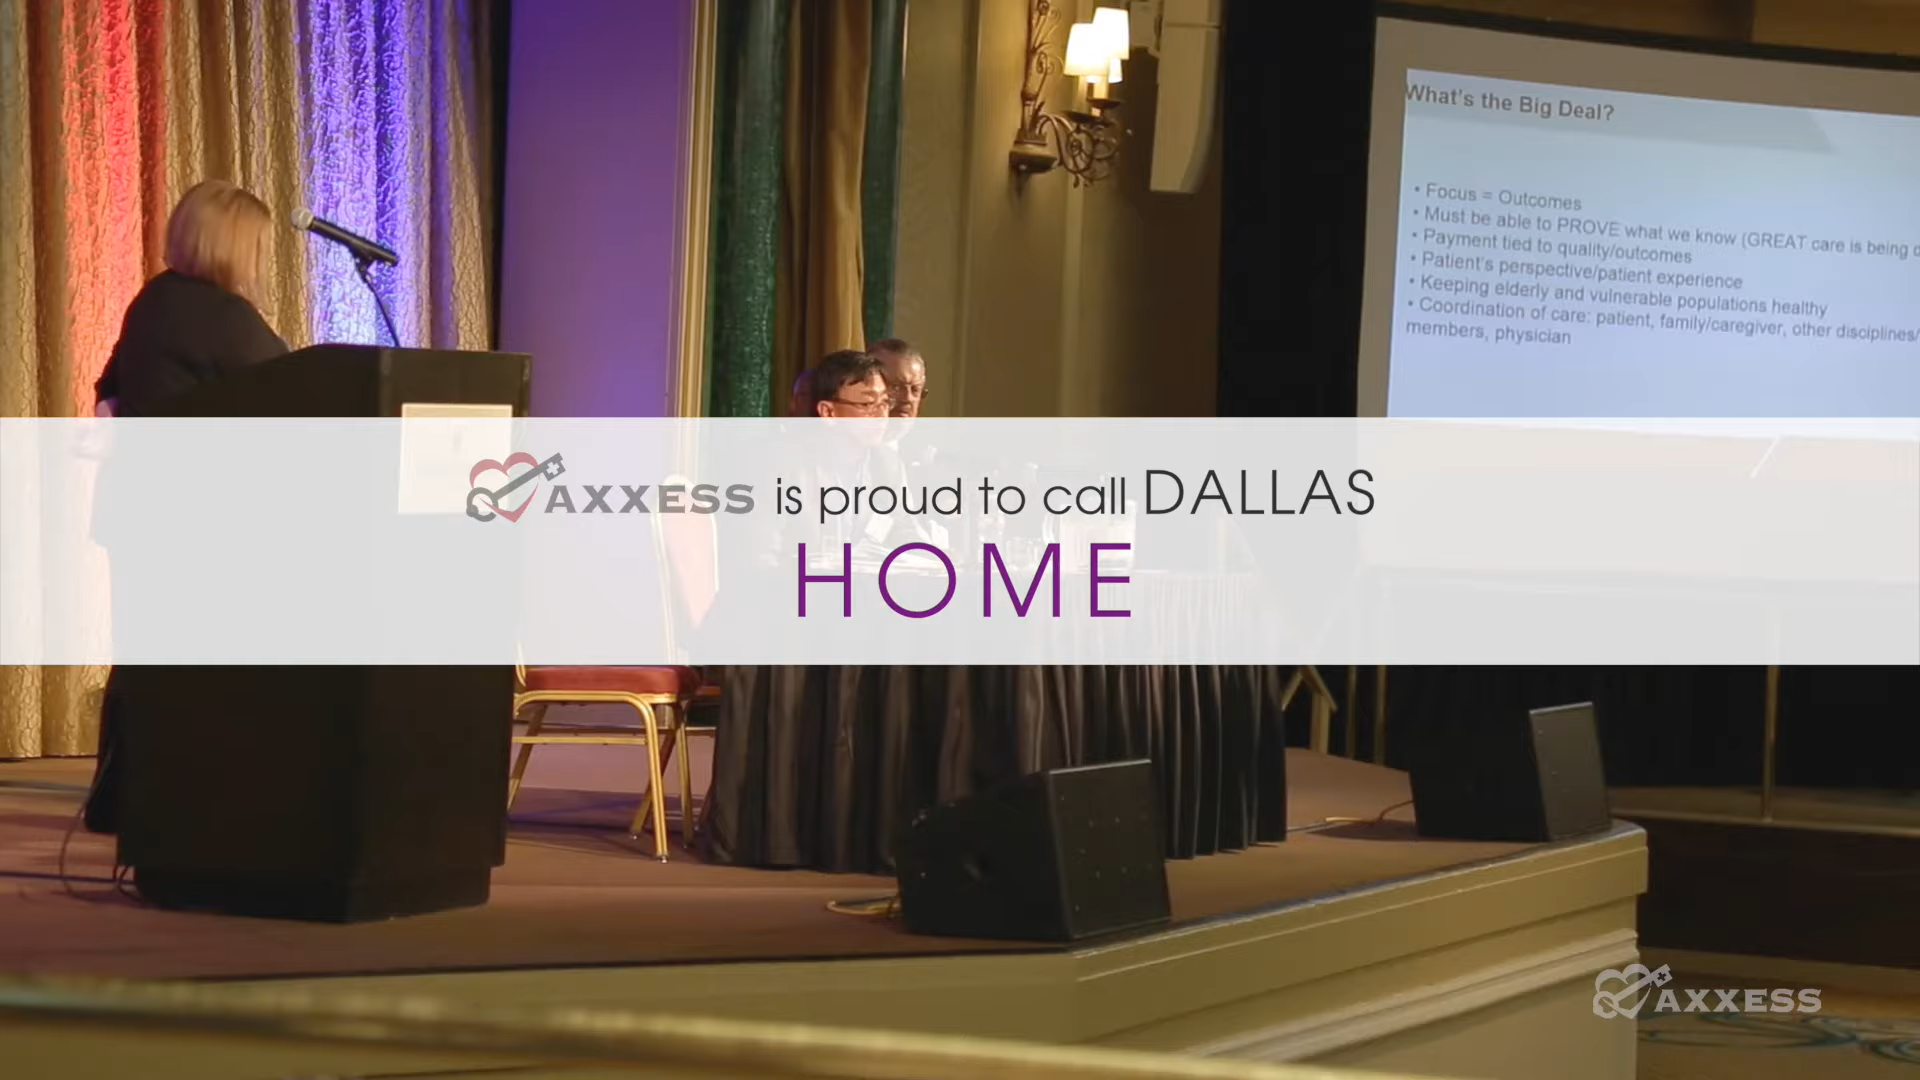 What's the Big Deal?
• Focus = Outcomes
• Must be able to PROVE what we know (GREAT care is being
• Payment tied to quality/outcomes
• Patient's perspective/patient experience
• Keeping elderly and vulnerable populations healthy
• Coordination of care: patient, family/caregiver, other disciplines/
members, physician
AXXESS is proud to call DALLAS
HOME
AXXESS